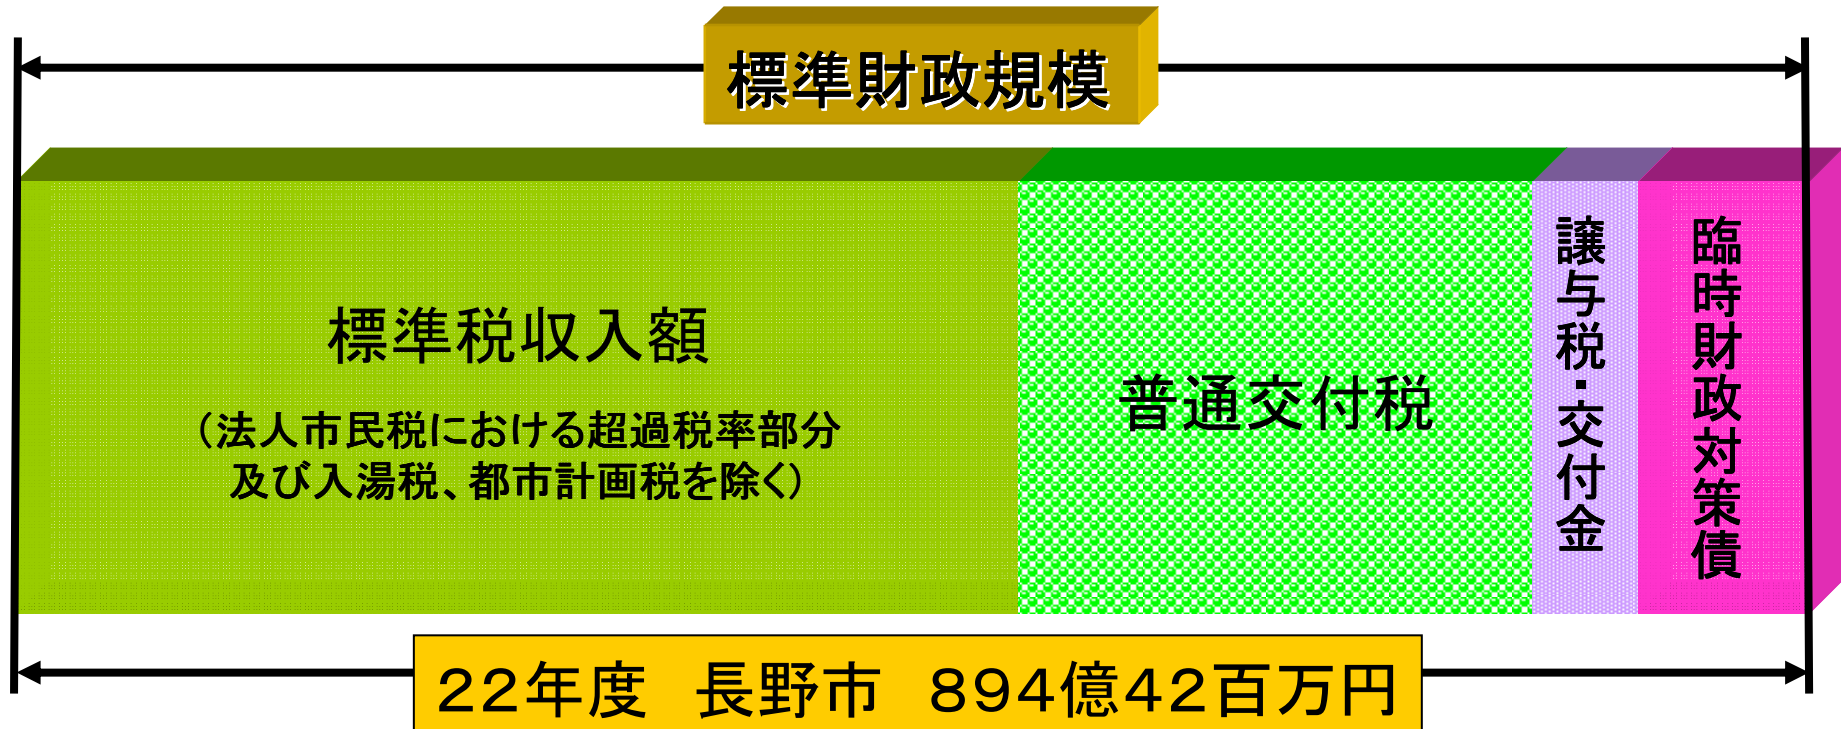 標準財政規模
標準税収入額
（法人市民税における超過税率部分
及び入湯税、都市計画税を除く）
普通交付税
譲与税・交付金
臨時財政対策債
２２年度　長野市　８９４億４２百万円